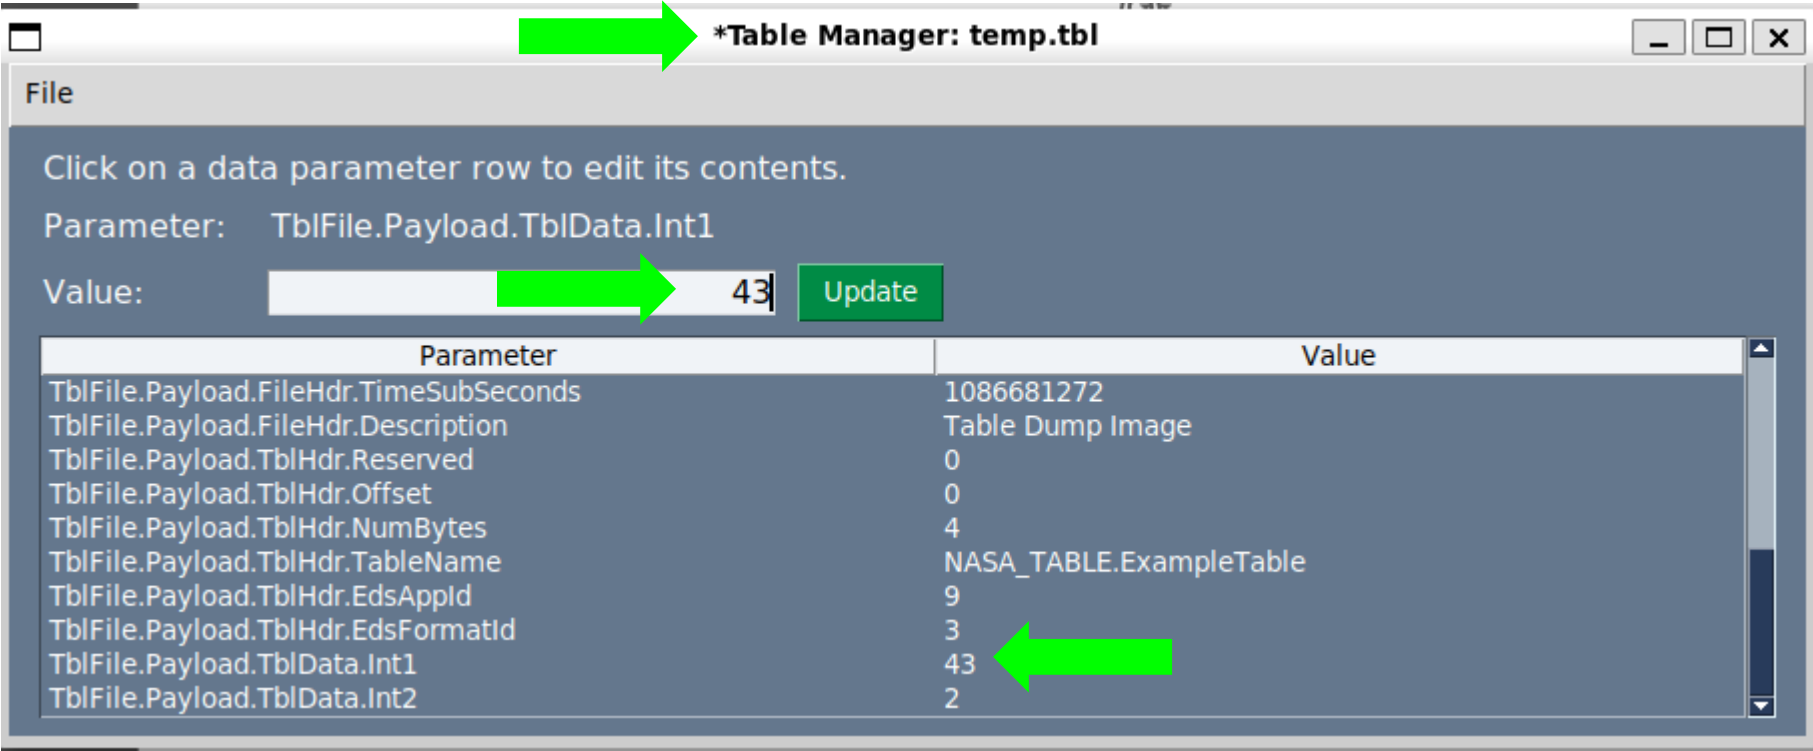 *Table Manager: temp.tbl
File
Click on a data parameter row to edit its contents.
Parameter: TblFile.Payload.TblData.Int1
Value: 43 Update
Parameter Value
TblFile.Payload.FileHdr.TimeSubSeconds 1086681272
TblFile.Payload.FileHdr.Description Table Dump Image
TblFile.Payload.TblHdr.Reserved 0
TblFile.Payload.TblHdr.Offset 0
TblFile.Payload.TblHdr.NumBytes 4
TblFile.Payload.TblHdr.TableName NASA_TABLE.ExampleTable
TblFile.Payload.TblHdr.EdsAppId 9
TblFile.Payload.TblHdr.EdsFormatId 3
TblFile.Payload.TblData.Int1 43
TblFile.Payload.TblData.Int2 2